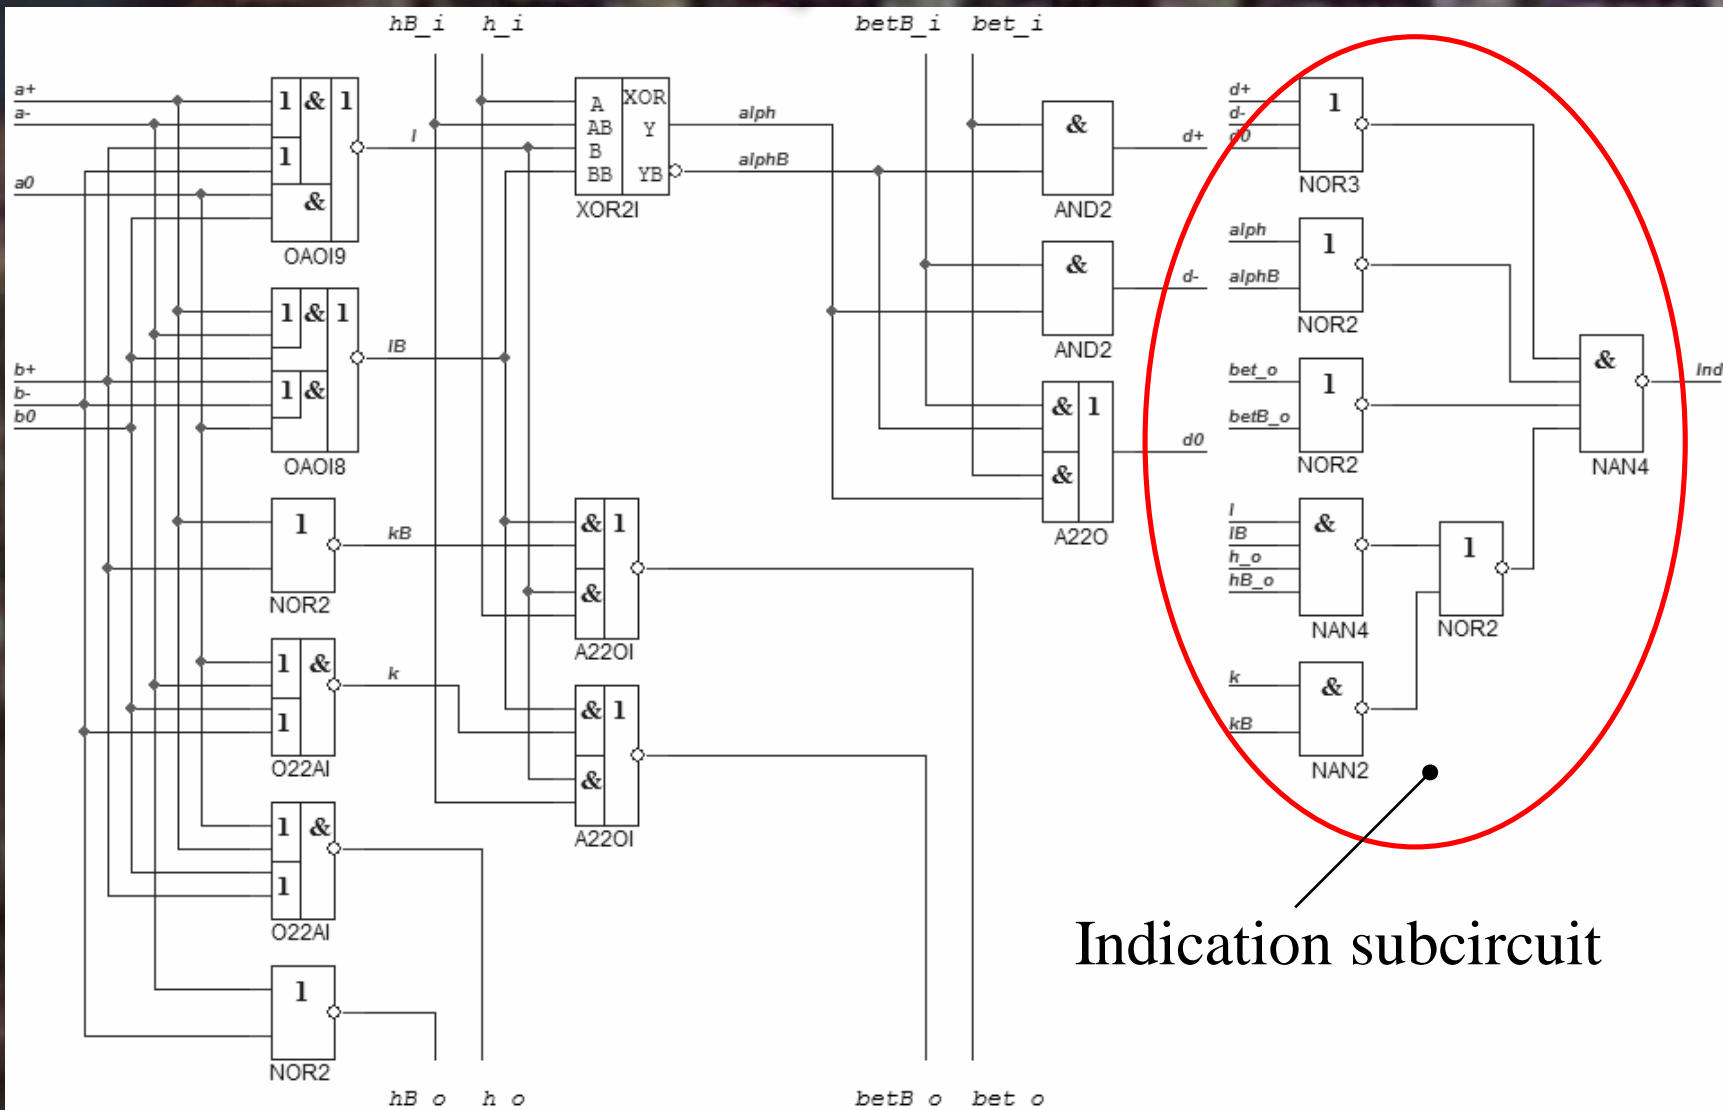 hB_i h_i betB_i bet_i
a+
a-
a0
b+
b-
b0
1 & 1
1
&
OAOI9
1 & 1
1 &
OAOI8
1
NOR2
1 &
1
O22AI
1 &
1
O22AI
1
NOR2
l
lB
kB
k
A XOR
AB Y
B
BB YB
XOR2I
alph
alphB
& 1
&
A22OI
& 1
&
A22OI
&
AND2
d+
&
AND2
d-
& 1
&
A22O
d0
d+
d-
d0
1
NOR3
alph
alphB
1
NOR2
bet_o
betB_o
1
NOR2
l
lB
h_o
hB_o
&
NAN4
1
NOR2
k
kB
&
NAN2
&
NAN4
Ind
Indication subcircuit
hB_o h_o betB_o bet_o